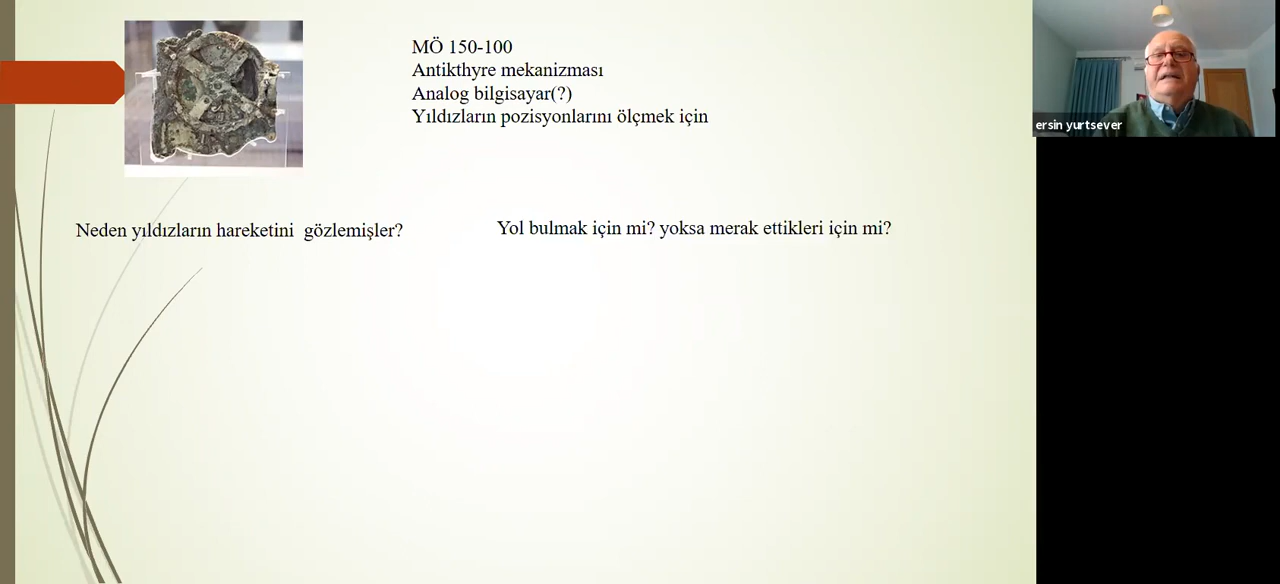 MÖ 150-100
Antikthyre mekanizması
Analog bilgisayar(?)
Yıldızların pozisyonlarını ölçmek için
ersin yurtsever
Neden yıldızların hareketini  gözlemişler?
Yol bulmak için mi? yoksa merak ettikleri için mi?